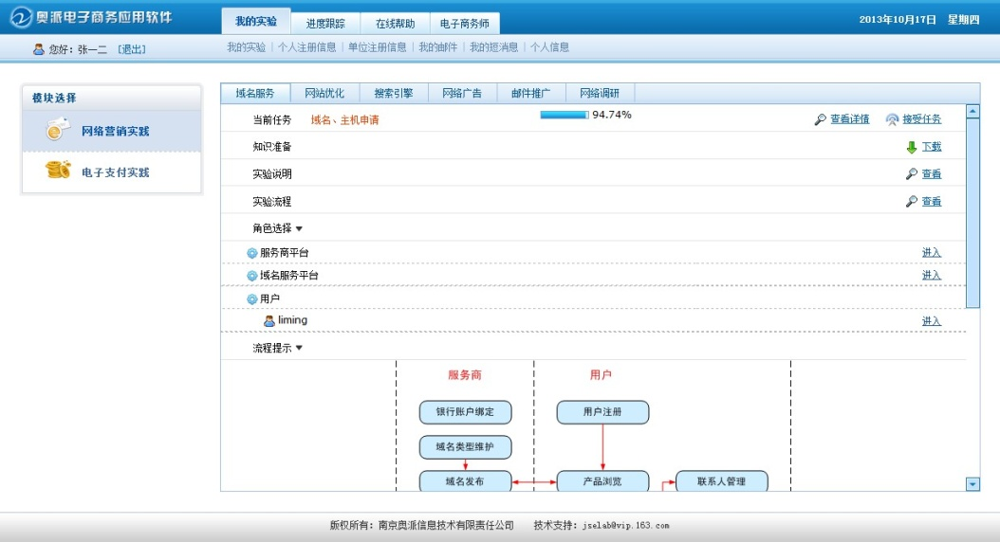 奥派电子商务应用软件
我的实验 进度跟踪 在线帮助 电子商务师
2013年10月17日 星期四
您好：张一二 [退出]
我的实验 | 个人注册信息 | 单位注册信息 | 我的邮件 | 我的短消息 | 个人信息
模块选择
网络营销实践
电子支付实践
域名服务 网站优化 搜索引擎 网络广告 邮件推广 网络调研
当前任务 域名、主机申请 94.74% 查看详情 接受任务
知识准备 下载
实验说明 查看
实验流程 查看
角色选择
服务商平台 进入
域名服务平台 进入
用户
liming 进入
流程提示
服务商 用户
银行账户绑定 用户注册
域名类型维护
域名发布 产品浏览 联系人管理
版权所有：南京奥派信息技术有限责任公司 技术支持：jselab@vip.163.com